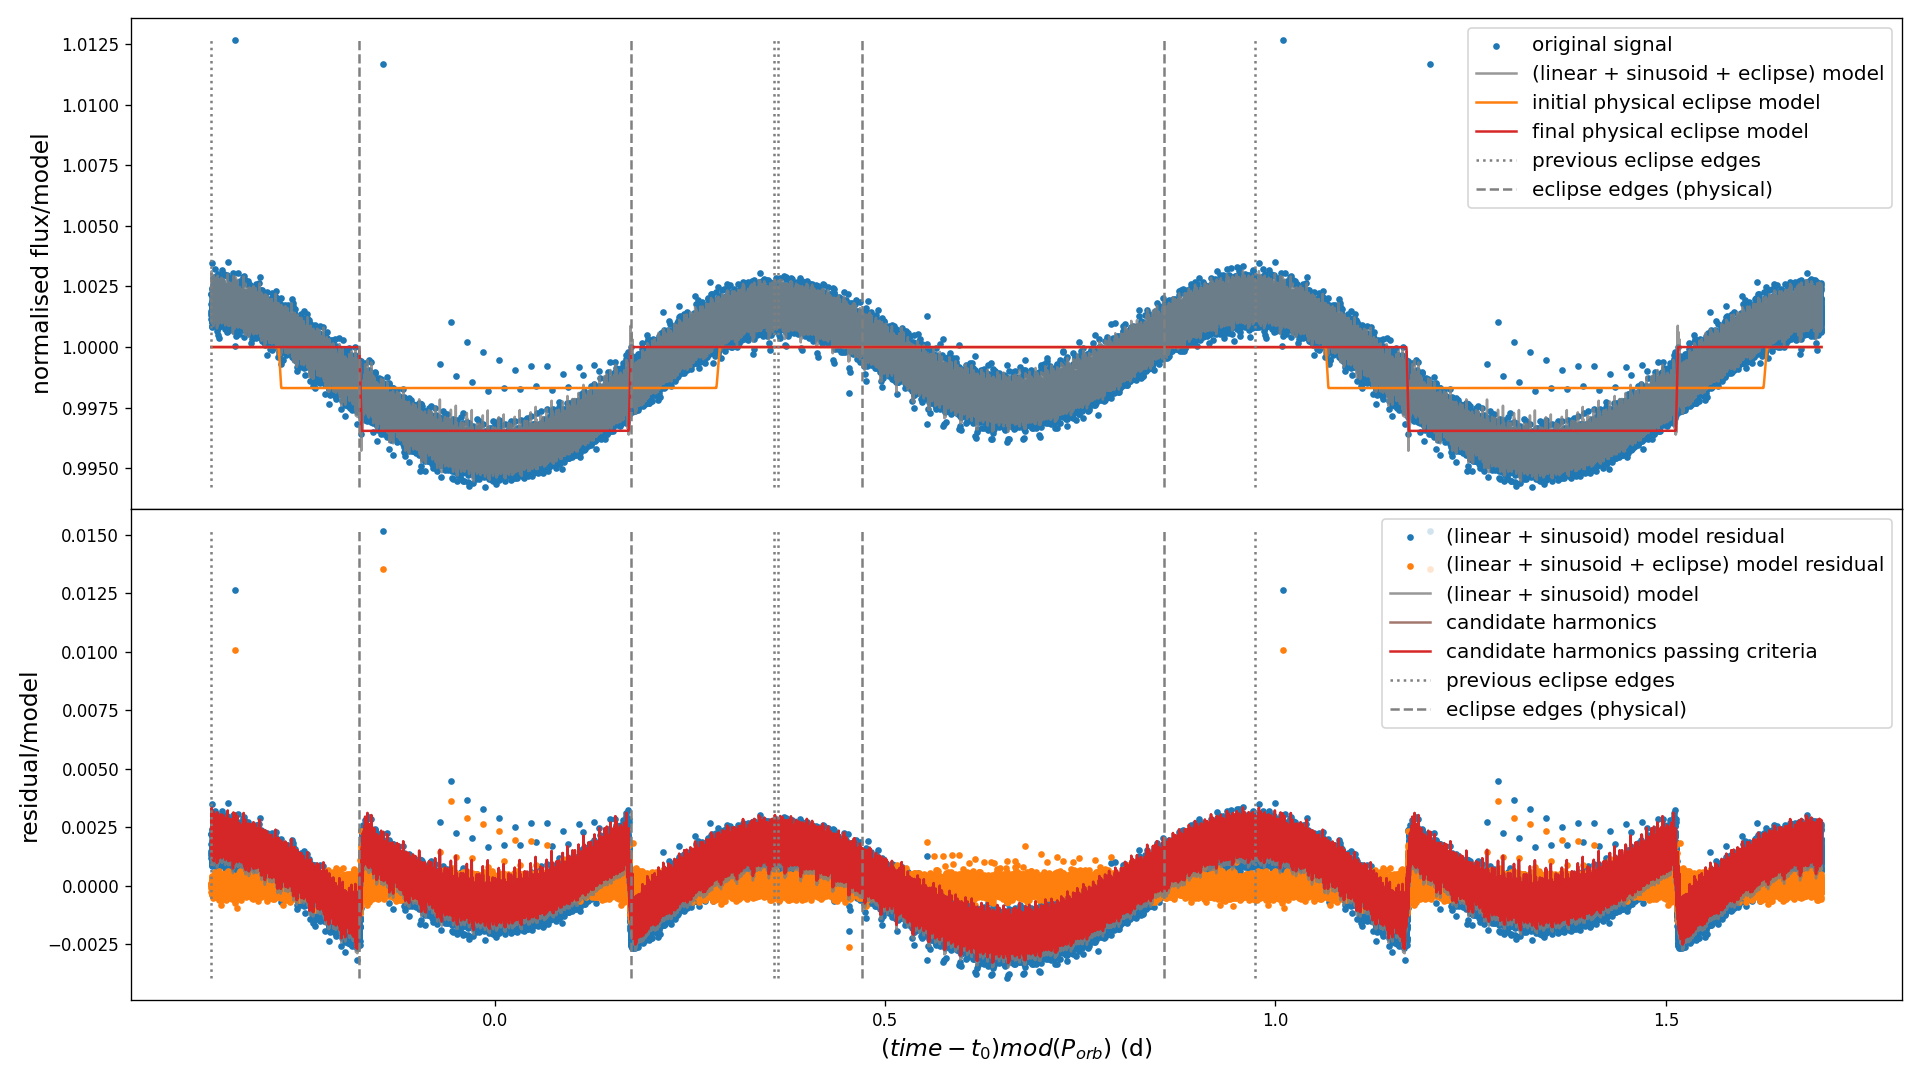 1.0125
1.0100
1.0075
1.0050
1.0025
1.0000
0.9975
0.9950
normalised flux/model
original signal
(linear + sinusoid + eclipse) model
initial physical eclipse model
final physical eclipse model
previous eclipse edges
eclipse edges (physical)
0.0150
0.0125
0.0100
0.0075
0.0050
0.0025
0.0000
−0.0025
residual/model
(linear + sinusoid) model residual
(linear + sinusoid + eclipse) model residual
(linear + sinusoid) model
candidate harmonics
candidate harmonics passing criteria
previous eclipse edges
eclipse edges (physical)
0.0 0.5 1.0 1.5
(time − t₀)mod(Pₒᵣb) (d)